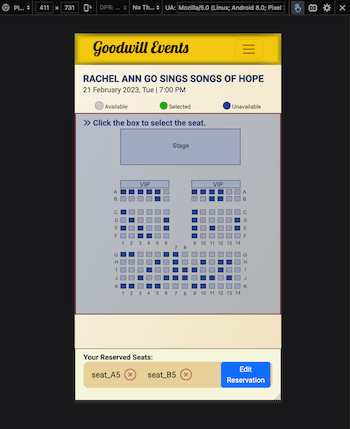 Pi...
411 × 731
DPR: ...
No Th...
UA: Mozilla/5.0 (Linux; Android 8.0; Pixel
Goodwill Events
RACHEL ANN GO SINGS SONGS OF HOPE
21 February 2023, Tue | 7:00 PM
Available
Selected
Unavailable
>> Click the box to select the seat.
Stage
VIP VIP
A A
B B
C C
D D
E E
F F
1 2 3 4 5 6 9 10 11 12 13 14
7 8
G G
H H
I I
J J
K K
1 2 3 4 5 6 7 8 9 10 11 12 13 14
Your Reserved Seats:
seat_A5
seat_B5
Edit
Reservation